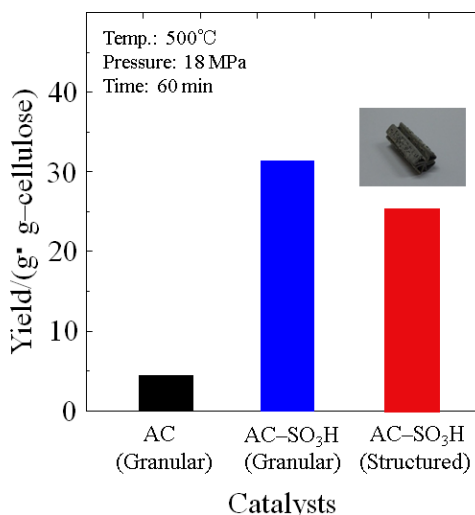 Temp.: 500℃
Pressure: 18 MPa
Time: 60 min
40
30
20
10
0
Yield/(g▪ g–cellulose)
AC
(Granular)
AC–SO₃H
(Granular)
AC–SO₃H
(Structured)
Catalysts